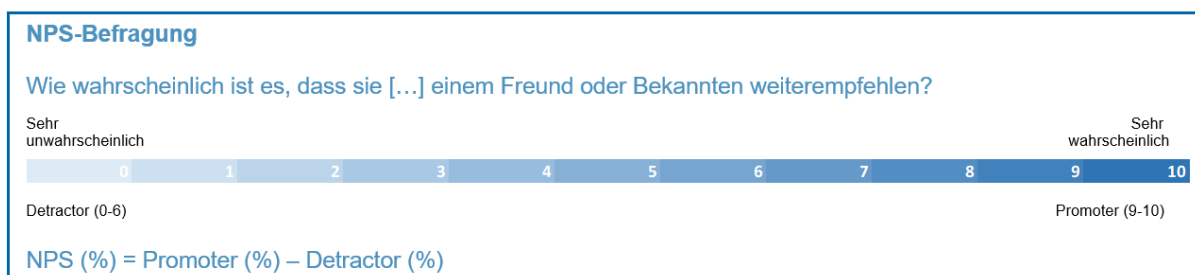 NPS-Befragung
Wie wahrscheinlich ist es, dass sie […] einem Freund oder Bekannten weiterempfehlen?
Sehr unwahrscheinlich
Sehr wahrscheinlich
0 1 2 3 4 5 6 7 8 9 10
Detractor (0-6)
Promoter (9-10)
NPS (%) = Promoter (%) – Detractor (%)